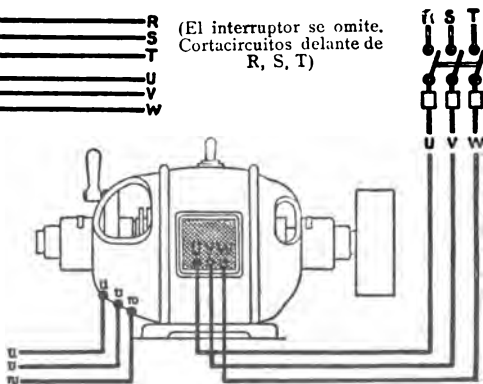 R
S
T
U
V
W
(El interruptor se omite.
Cortacircuitos delante de
R, S, T)
R S T
U V W
U V W
u
v
w
u
v
w